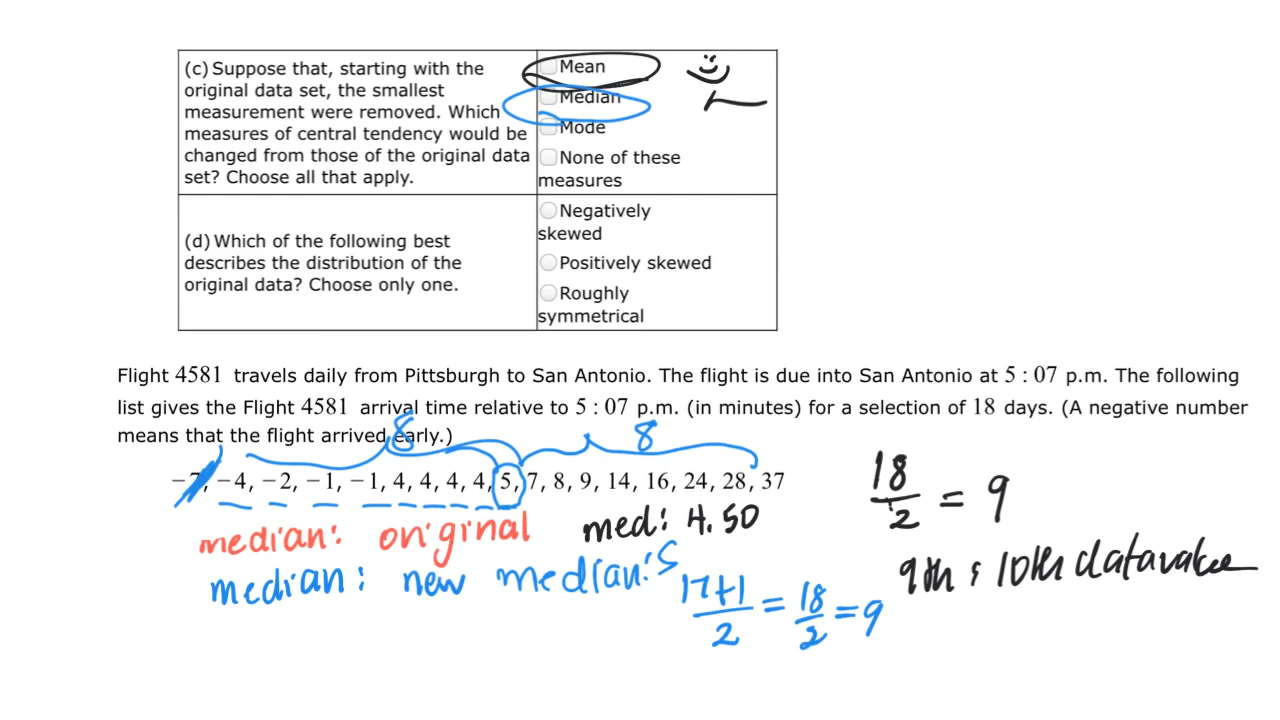 (c) Suppose that, starting with the
original data set, the smallest
measurement were removed. Which
measures of central tendency would be
changed from those of the original data
set? Choose all that apply.
Mean
Median
Mode
None of these
measures
(d) Which of the following best
describes the distribution of the
original data? Choose only one.
Negatively
skewed
Positively skewed
Roughly
symmetrical
Flight 4581 travels daily from Pittsburgh to San Antonio. The flight is due into San Antonio at 5 : 07 p.m. The following
list gives the Flight 4581 arrival time relative to 5 : 07 p.m. (in minutes) for a selection of 18 days. (A negative number
means that the flight arrived early.)
8 8
−7, −4, −2, −1, −1, 4, 4, 4, 4, 5, 7, 8, 9, 14, 16, 24, 28, 37
18/2 = 9
median: original med: 4.50
median: new median: 5
17+1/2 = 18/2 = 9
9th & 10th datavalue